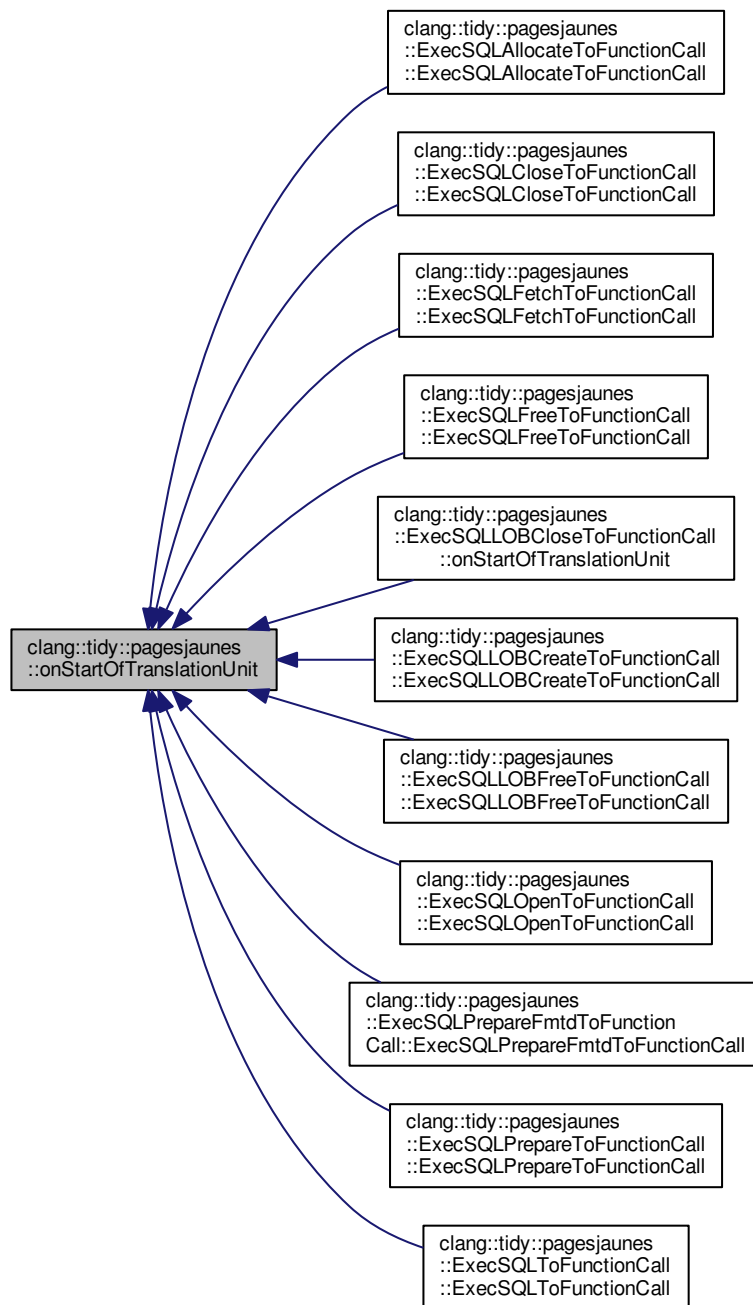 clang::tidy::pagesjaunes
::ExecSQLAllocateToFunctionCall
::ExecSQLAllocateToFunctionCall
clang::tidy::pagesjaunes
::ExecSQLCloseToFunctionCall
::ExecSQLCloseToFunctionCall
clang::tidy::pagesjaunes
::ExecSQLFetchToFunctionCall
::ExecSQLFetchToFunctionCall
clang::tidy::pagesjaunes
::ExecSQLFreeToFunctionCall
::ExecSQLFreeToFunctionCall
clang::tidy::pagesjaunes
::ExecSQLLOBCloseToFunctionCall
::onStartOfTranslationUnit
clang::tidy::pagesjaunes
::onStartOfTranslationUnit
clang::tidy::pagesjaunes
::ExecSQLLOBCreateToFunctionCall
::ExecSQLLOBCreateToFunctionCall
clang::tidy::pagesjaunes
::ExecSQLLOBFreeToFunctionCall
::ExecSQLLOBFreeToFunctionCall
clang::tidy::pagesjaunes
::ExecSQLOpenToFunctionCall
::ExecSQLOpenToFunctionCall
clang::tidy::pagesjaunes
::ExecSQLPrepareFmtdToFunction
Call::ExecSQLPrepareFmtdToFunctionCall
clang::tidy::pagesjaunes
::ExecSQLPrepareToFunctionCall
::ExecSQLPrepareToFunctionCall
clang::tidy::pagesjaunes
::ExecSQLToFunctionCall
::ExecSQLToFunctionCall